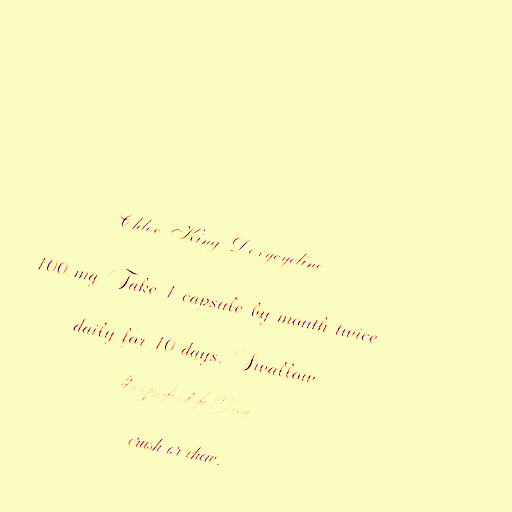 Chloe King Doxycycline
100 mg Take 1 capsule by mouth twice
daily for 10 days. Swallow
crush or chew.